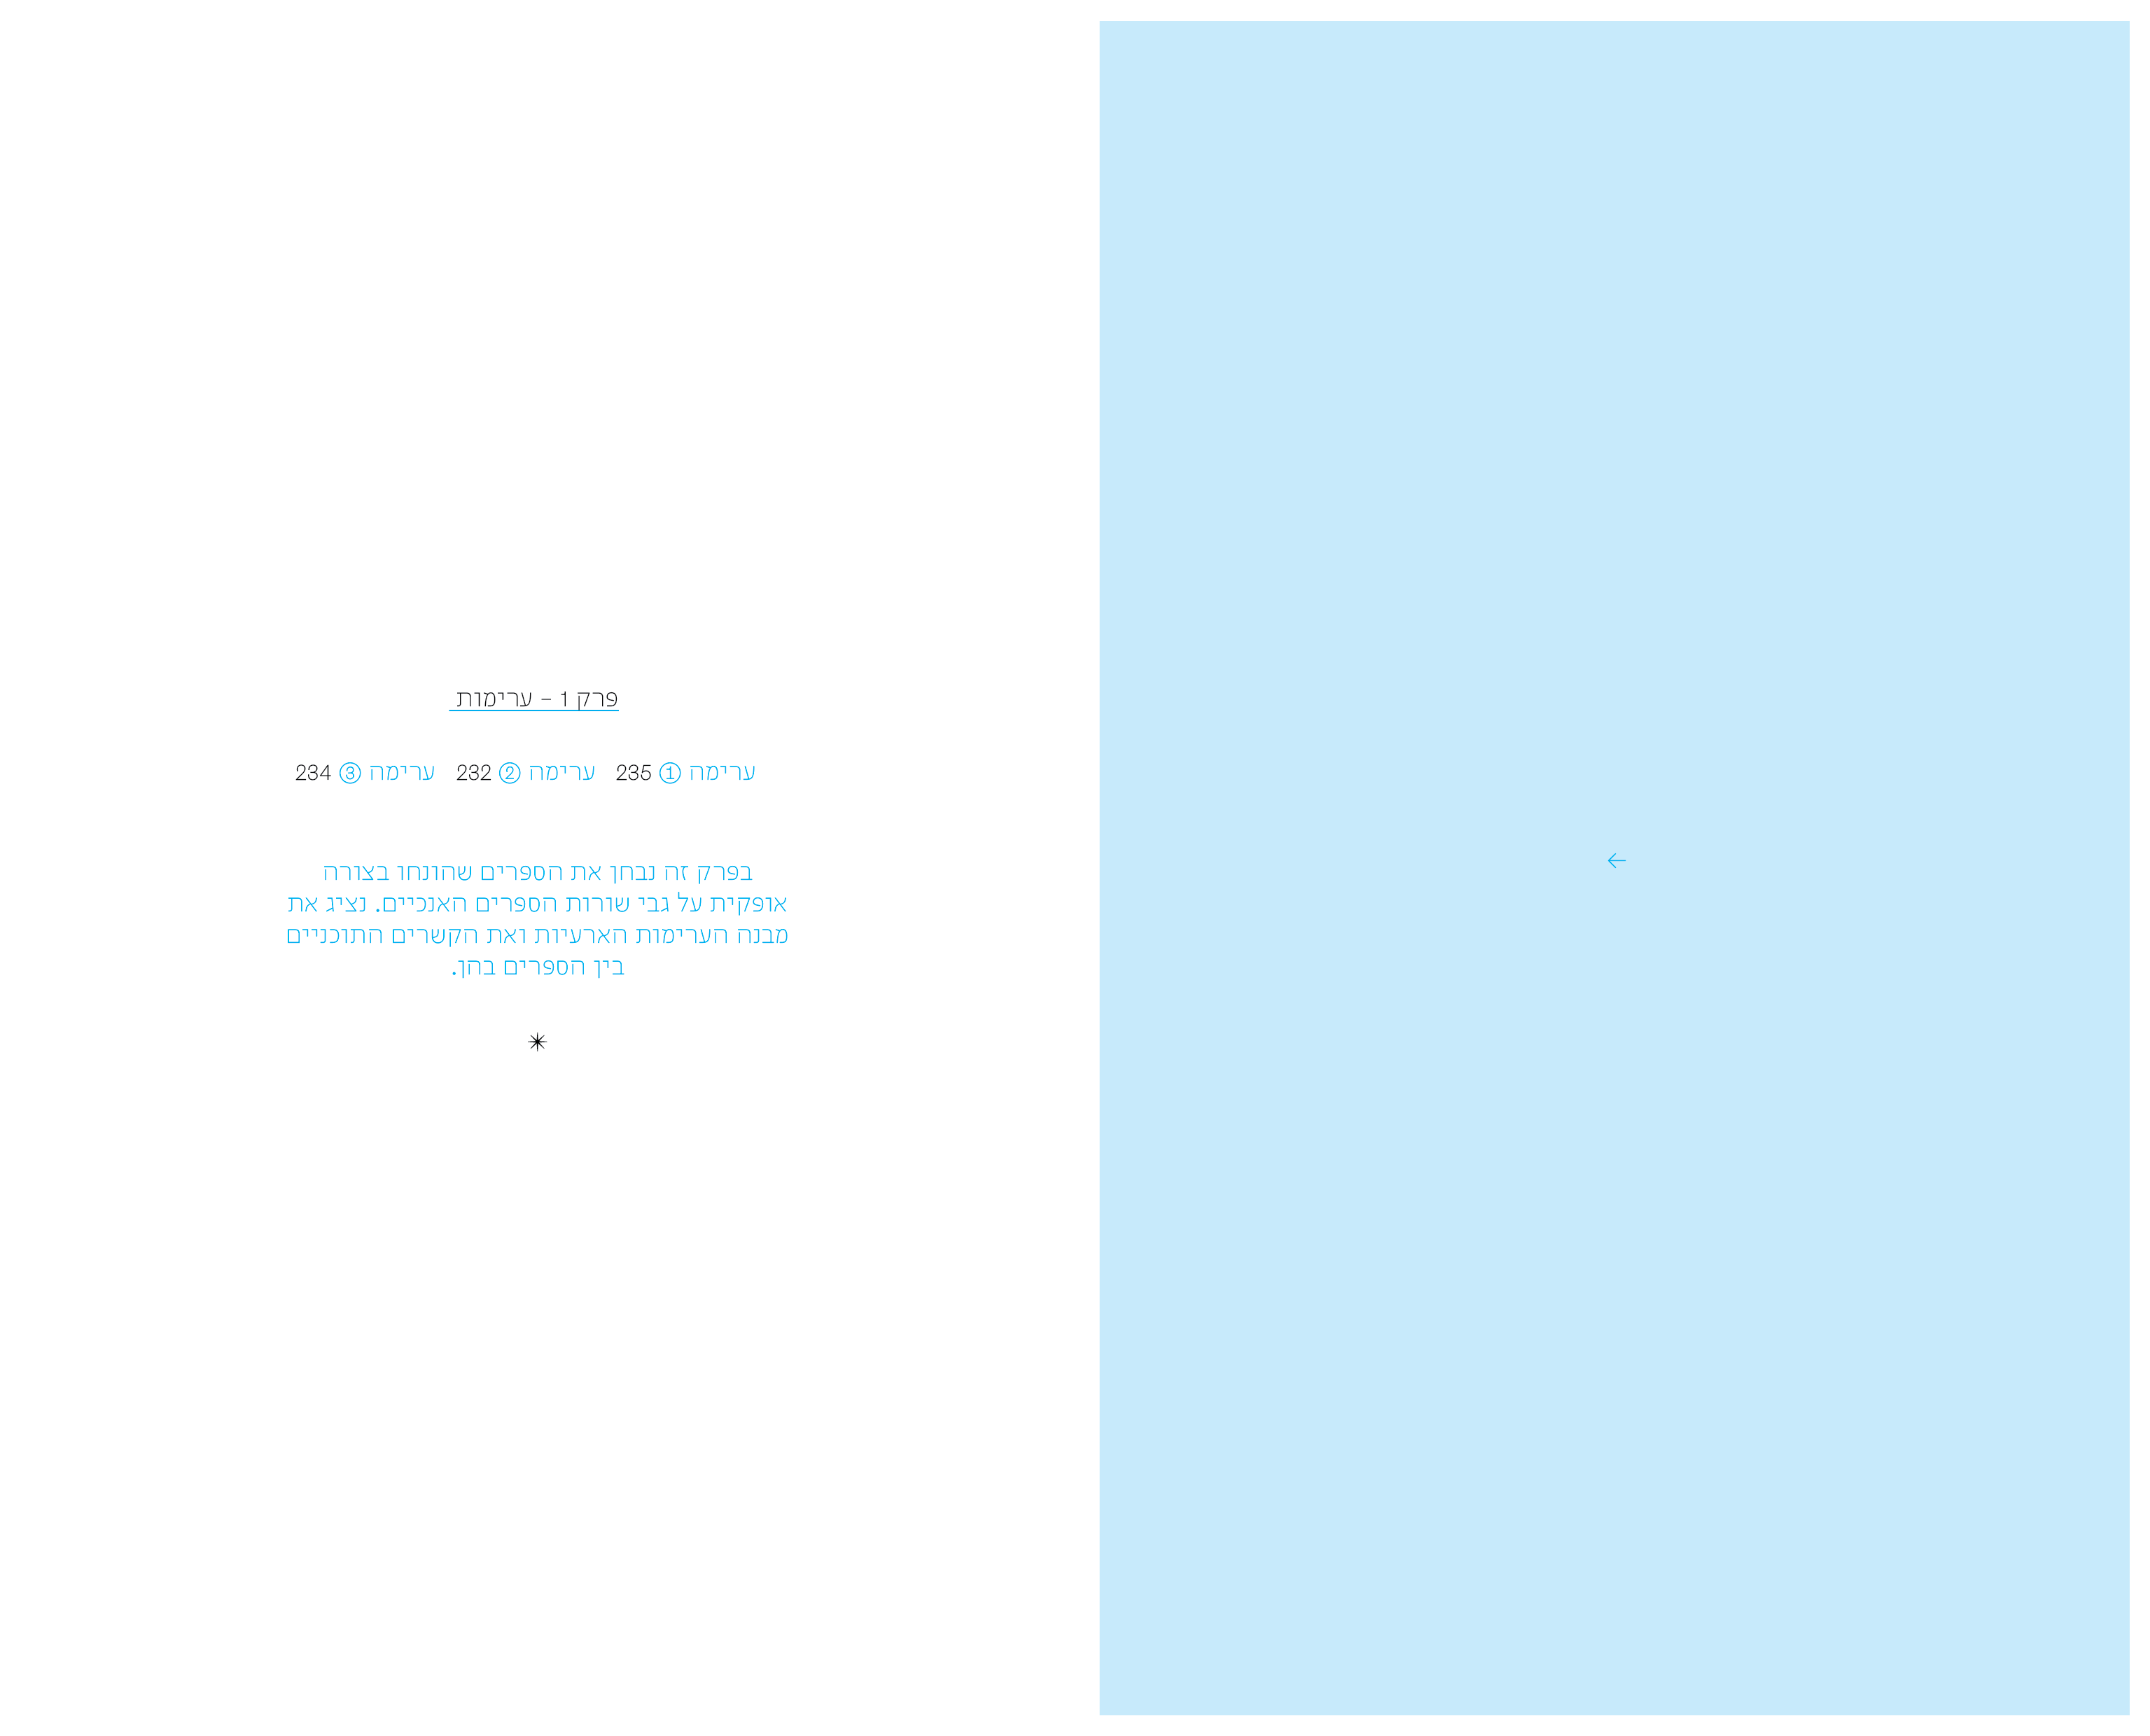 פרק 1 – ערימות
ערימה ① 235 ערימה ② 232 ערימה ③ 234
בפרק זה נבחן את הספרים שהונחו בצורה
אופקית על גבי שורות הספרים האנכיים. נציג את
מבנה הערימות הארעיות ואת הקשרים התוכניים
בין הספרים בהן.